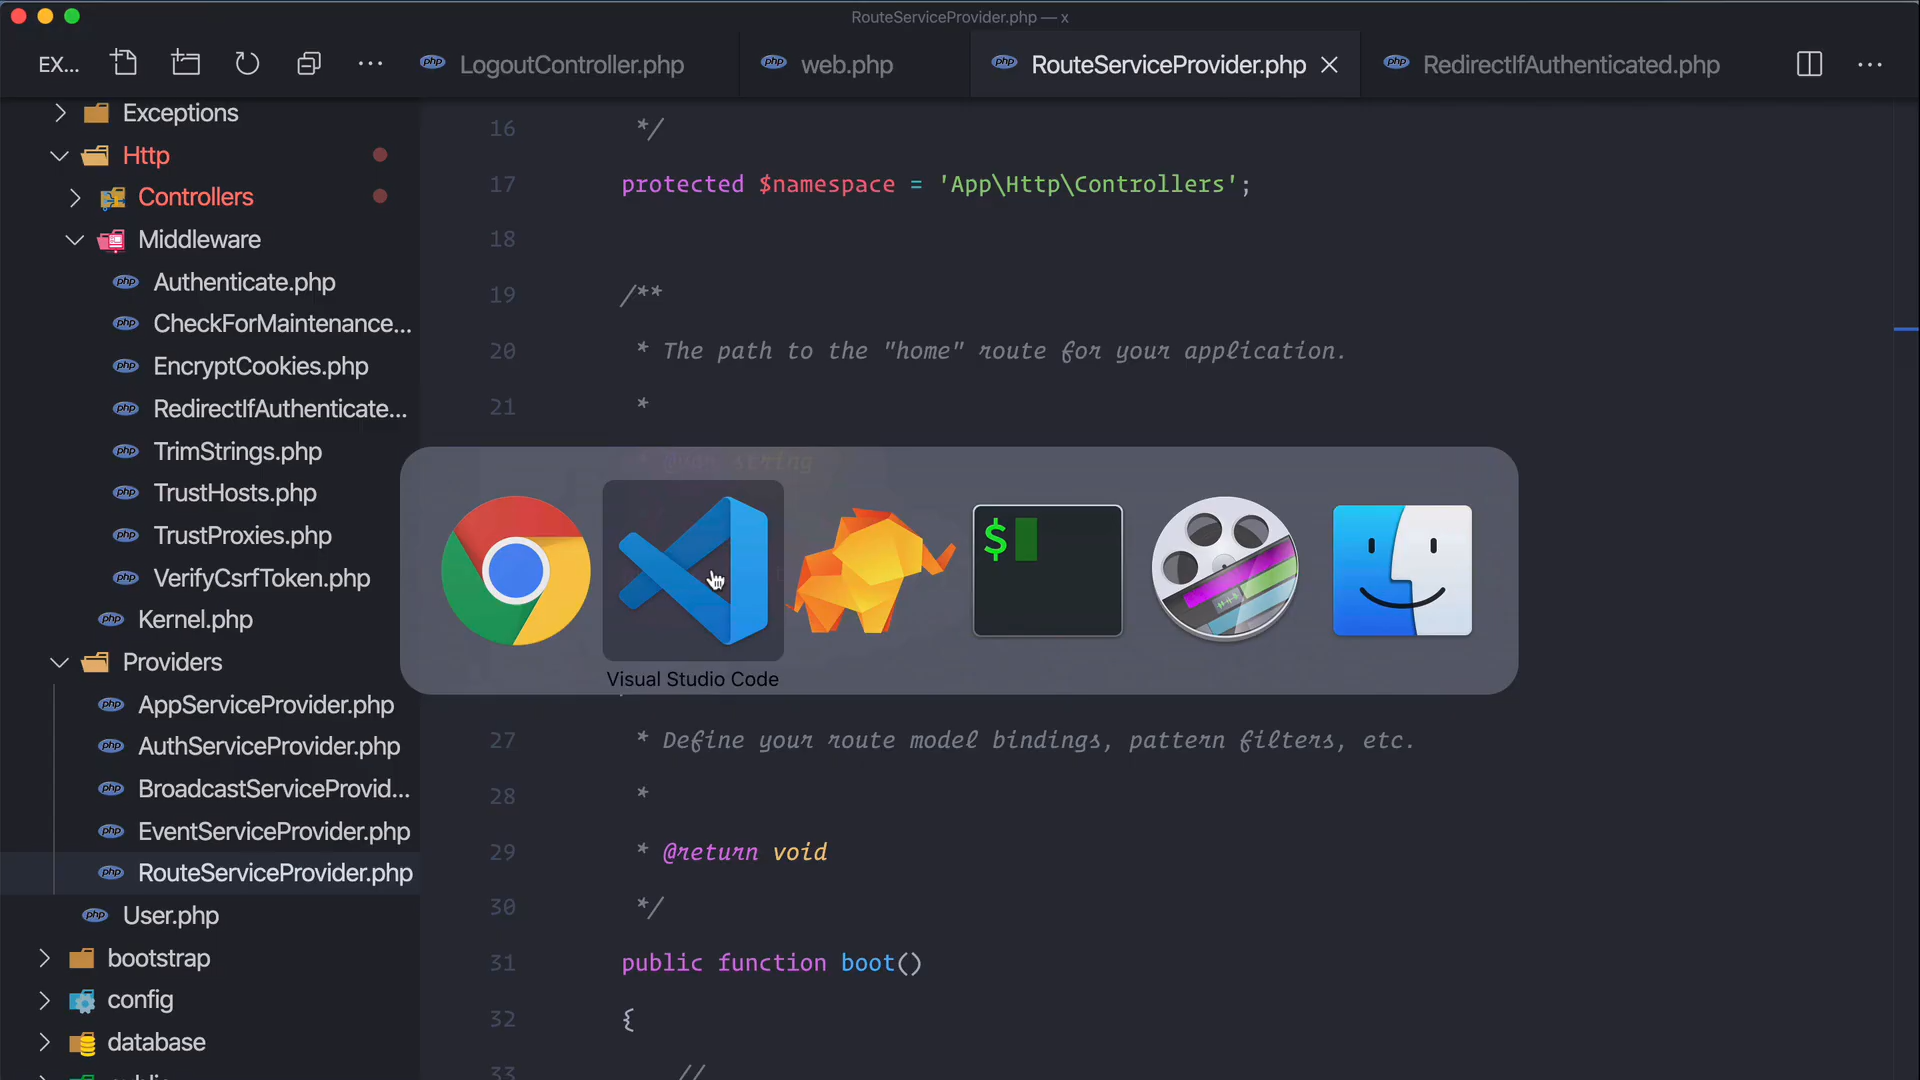 RouteServiceProvider.php — x
EX...
LogoutController.php
web.php
RouteServiceProvider.php
RedirectIfAuthenticated.php
Exceptions
Http
Controllers
Middleware
Authenticate.php
CheckForMaintenance...
EncryptCookies.php
RedirectIfAuthenticate...
TrimStrings.php
TrustHosts.php
TrustProxies.php
VerifyCsrfToken.php
Kernel.php
Providers
AppServiceProvider.php
AuthServiceProvider.php
BroadcastServiceProvid...
EventServiceProvider.php
RouteServiceProvider.php
User.php
bootstrap
config
database
16 */
17 protected $namespace = 'App\Http\Controllers';
18
19 /**
20 * The path to the "home" route for your application.
21 *
* @var string
$
Visual Studio Code
27 * Define your route model bindings, pattern filters, etc.
28 *
29 * @return void
30 */
31 public function boot()
32 {
33 //